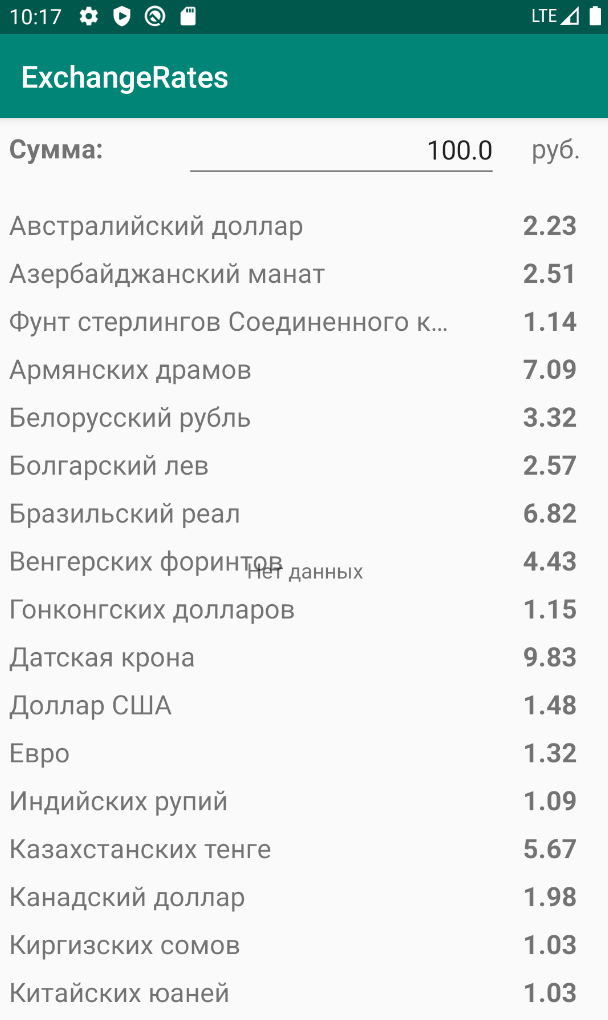 10:17 LTE
ExchangeRates
Сумма: 100.0 руб.
Австралийский доллар 2.23
Азербайджанский манат 2.51
Фунт стерлингов Соединенного к... 1.14
Армянских драмов 7.09
Белорусский рубль 3.32
Болгарский лев 2.57
Бразильский реал 6.82
Венгерских форинтов 4.43
Нет данных
Гонконгских долларов 1.15
Датская крона 9.83
Доллар США 1.48
Евро 1.32
Индийских рупий 1.09
Казахстанских тенге 5.67
Канадский доллар 1.98
Киргизских сомов 1.03
Китайских юаней 1.03